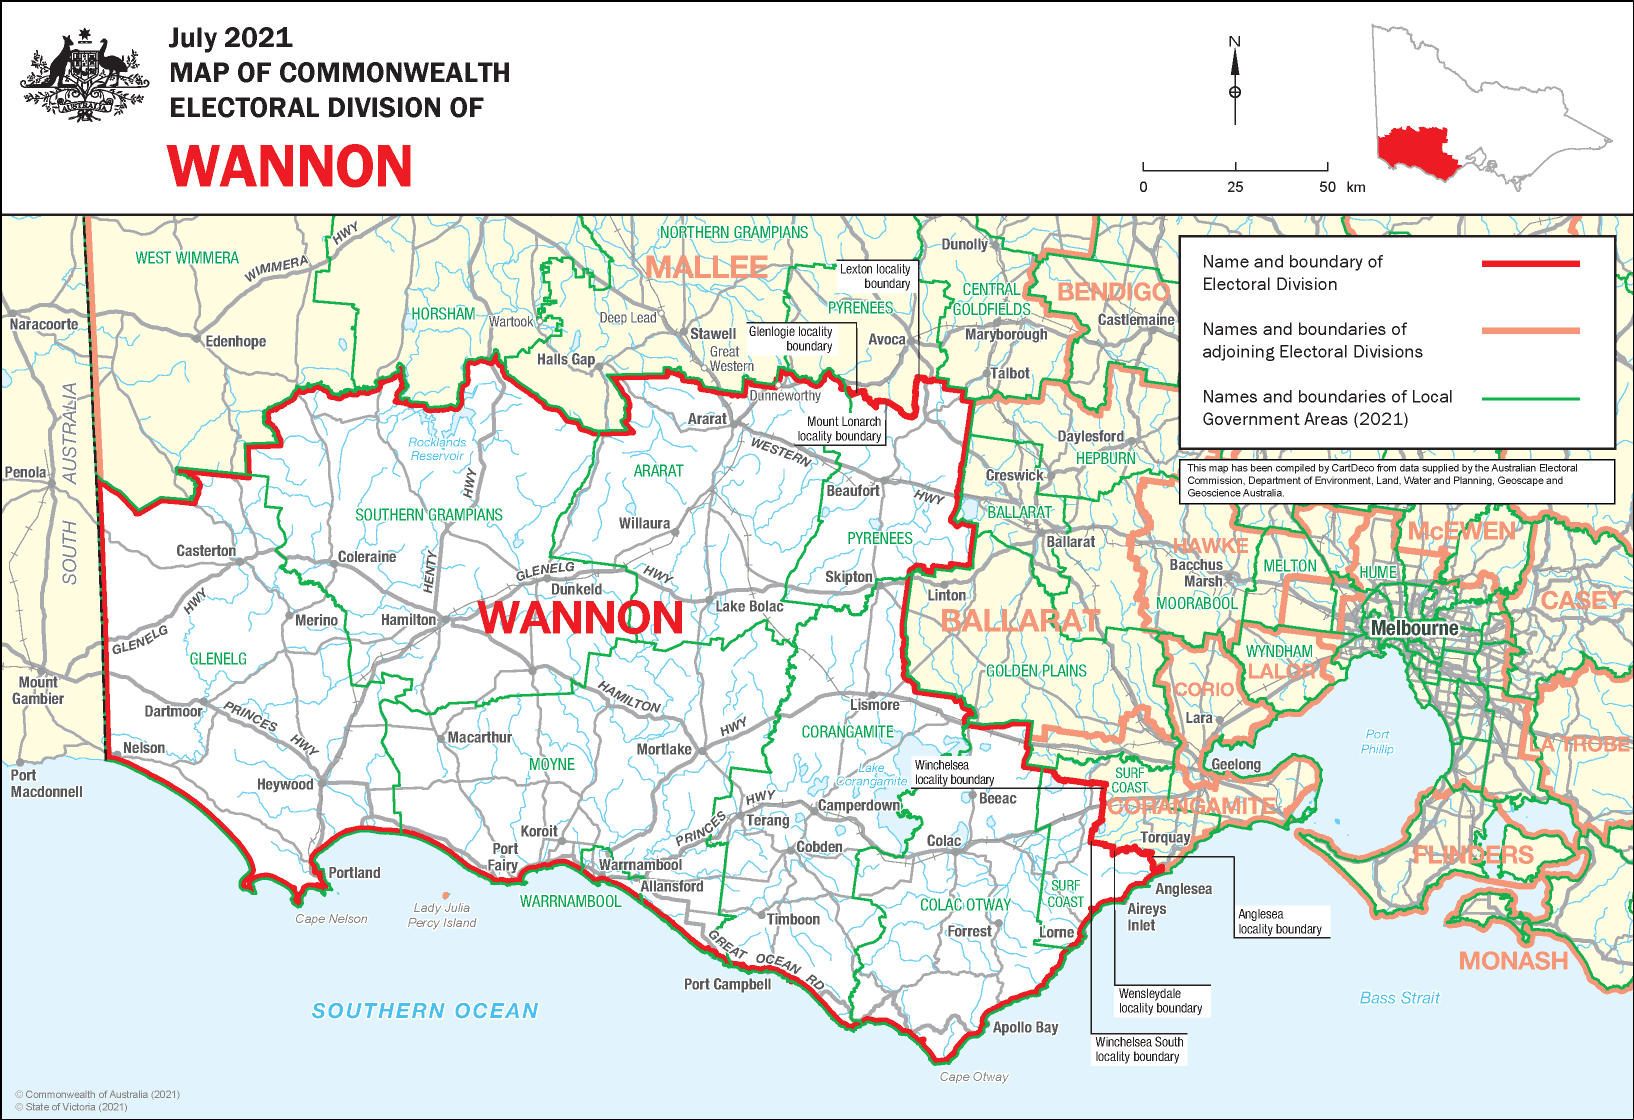 July 2021
MAP OF COMMONWEALTH
ELECTORAL DIVISION OF
WANNON
AUSTRALIA
N
0 25 50 km
Name and boundary of
Electoral Division
Names and boundaries of
adjoining Electoral Divisions
Names and boundaries of Local
Government Areas (2021)
This map has been compiled by CartDeco from data supplied by the Australian Electoral
Commission, Department of Environment, Land, Water and Planning, Geoscape and
Geoscience Australia.
WEST WIMMERA
HWY
WIMMERA
NORTHERN GRAMPIANS
MALLEE
Dunolly
Lexton locality
boundary
BENDIGO
CENTRAL
GOLDFIELDS
PYRENEES
HORSHAM
Wartook
Deep Lead
Naracoorte
Edenhope
Stawell
Glenlogie locality
boundary
Avoca
Maryborough
Castlemaine
Great
Western
Halls Gap
Talbot
Dunneworthy
Ararat
Mount Lonarch
locality boundary
Rocklands
Reservoir
Daylesford
HEPBURN
WESTERN
HWY
Penola
SOUTH AUSTRALIA
ARARAT
Creswick
Beaufort
HWY
BALLARAT
SOUTHERN GRAMPIANS
Willaura
PYRENEES
Ballarat
HAWKE
McEWEN
Casterton
Coleraine
HENTY
GLENELG
HWY
Dunkeld
Skipton
Linton
Bacchus
Marsh
MELTON
HUME
MOORABOOL
CASEY
GLENELG
HWY
Merino
Hamilton
WANNON
Lake Bolac
BALLARAT
Melbourne
GLENELG
GOLDEN PLAINS
WYNDHAM
LALOR
CORIO
Mount
Gambier
Dartmoor
PRINCES
HWY
HAMILTON
HWY
Lismore
Lara
CORANGAMITE
Port
Phillip
LA TROBE
Nelson
Macarthur
Mortlake
MOYNE
Lake
Corangamite
Winchelsea
locality boundary
SURF
COAST
Geelong
Port
Macdonnell
Heywood
HWY
Camperdown
Beeac
CORANGAMITE
Koroit
PRINCES
Terang
Cobden
Colac
Torquay
Port
Fairy
Warrnambool
FLINDERS
Portland
Allansford
WARRNAMBOOL
SURF
COAST
Anglesea
Cape Nelson
Lady Julia
Percy Island
Timboon
COLAC OTWAY
Forrest
Lorne
Aireys
Inlet
Anglesea
locality boundary
GREAT OCEAN RD
MONASH
Port Campbell
SOUTHERN OCEAN
Wensleydale
locality boundary
Bass Strait
Apollo Bay
Winchelsea South
locality boundary
Cape Otway
© Commonwealth of Australia (2021)
© State of Victoria (2021)